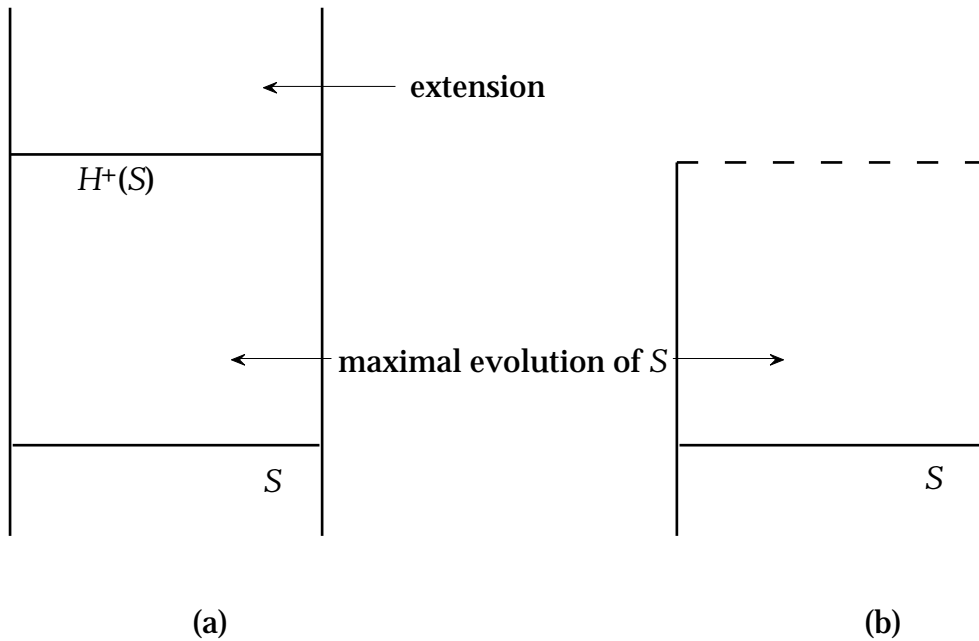 extension
H+(S)
maximal evolution of S
S
S
(a)
(b)